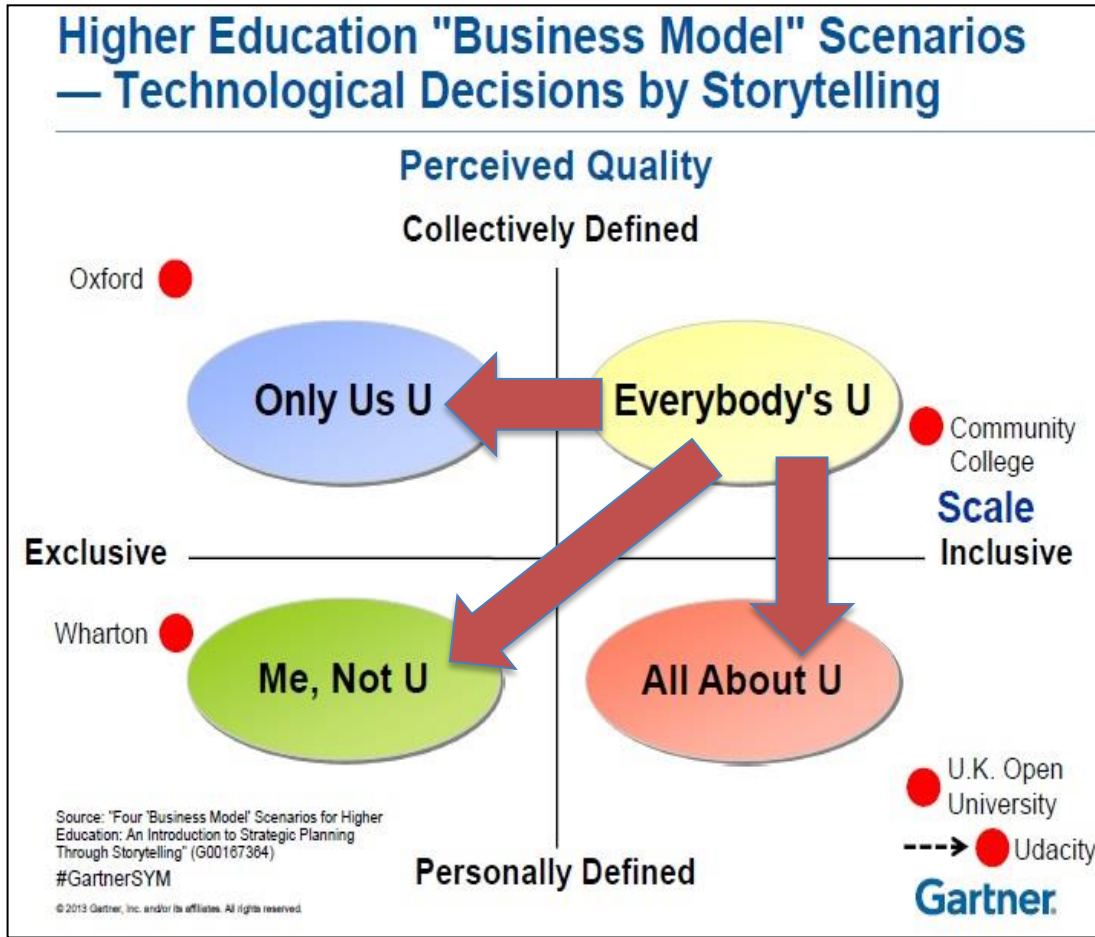 Higher Education "Business Model" Scenarios
— Technological Decisions by Storytelling
Perceived Quality
Collectively Defined
Oxford
Only Us U
Everybody's U
Community
College
Scale
Exclusive
Inclusive
Wharton
Me, Not U
All About U
U.K. Open
University
Udacity
Source: "Four 'Business Model' Scenarios for Higher
Education: An Introduction to Strategic Planning
Through Storytelling" (G00167364)
#GartnerSYM
Personally Defined
© 2013 Gartner, Inc. and/or its affiliates. All rights reserved.
Gartner.